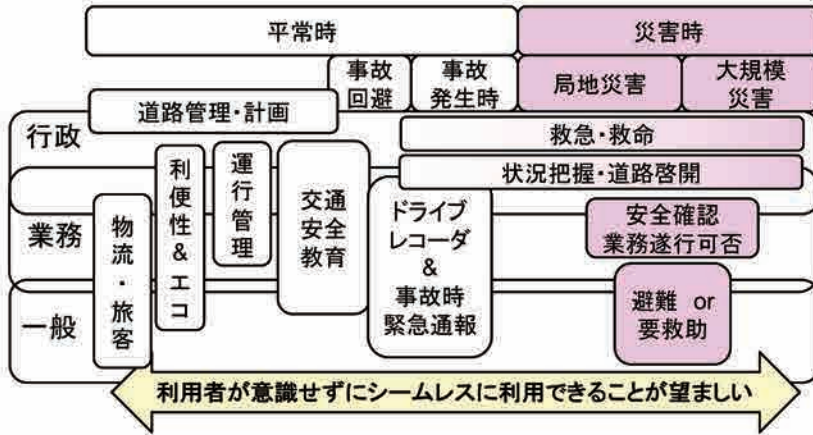 平常時
災害時
事故
回避
事故
発生時
局地災害
大規模
災害
道路管理・計画
行政
救急・救命
状況把握・道路啓開
利便性&エコ
運行管理
交通
安全
教育
ドライブ
レコーダ
&
事故時
緊急通報
業務
物流・旅客
安全確認
業務遂行可否
一般
避難 or
要救助
利用者が意識せずにシームレスに利用できることが望ましい